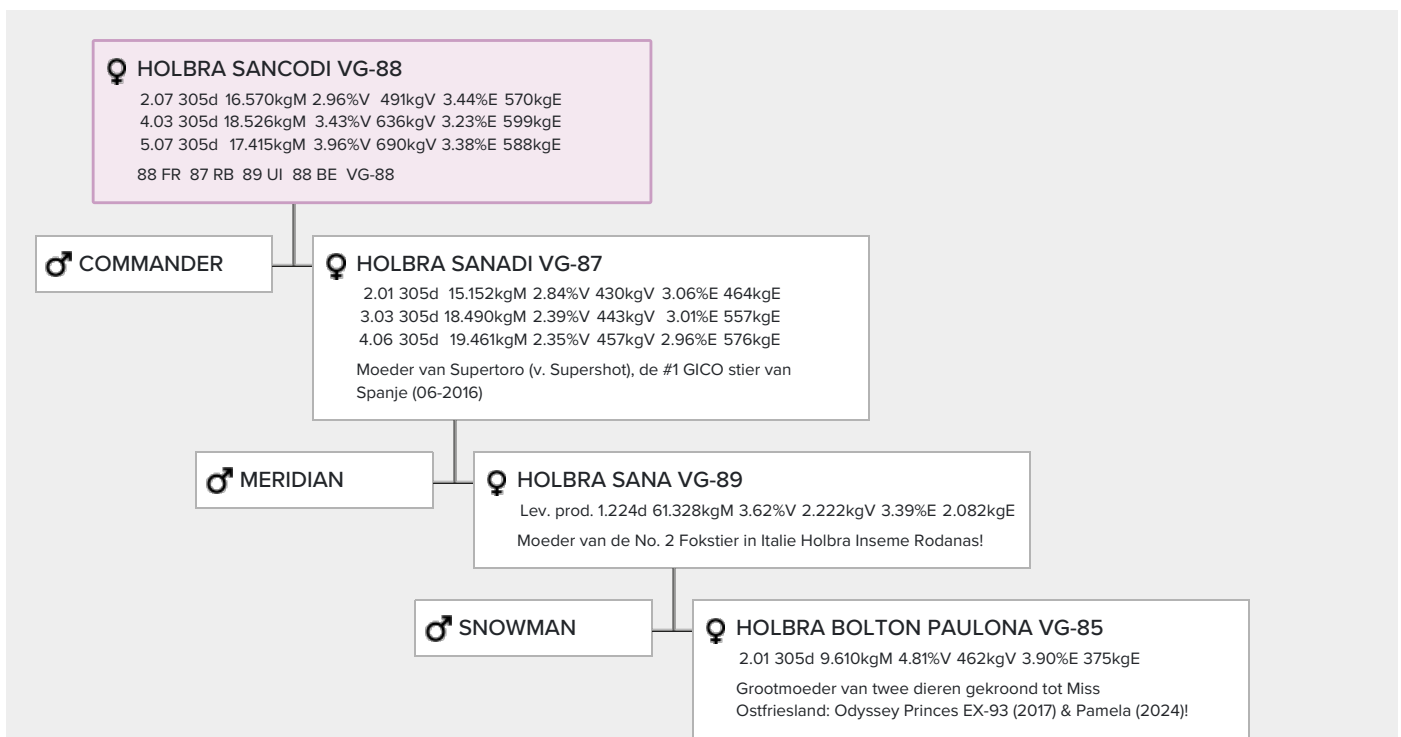 HOLBRA SANCODI VG-88
2.07 305d 16.570kgM 2.96%V 491kgV 3.44%E 570kgE
4.03 305d 18.526kgM 3.43%V 636kgV 3.23%E 599kgE
5.07 305d 17.415kgM 3.96%V 690kgV 3.38%E 588kgE
88 FR 87 RB 89 UI 88 BE VG-88
COMMANDER
HOLBRA SANADI VG-87
2.01 305d 15.152kgM 2.84%V 430kgV 3.06%E 464kgE
3.03 305d 18.490kgM 2.39%V 443kgV 3.01%E 557kgE
4.06 305d 19.461kgM 2.35%V 457kgV 2.96%E 576kgE
Moeder van Supertoro (v. Supershot), de #1 GICO stier van
Spanje (06-2016)
MERIDIAN
HOLBRA SANA VG-89
Lev. prod. 1.224d 61.328kgM 3.62%V 2.222kgV 3.39%E 2.082kgE
Moeder van de No. 2 Fokstier in Italie Holbra Inseme Rodanas!
SNOWMAN
HOLBRA BOLTON PAULONA VG-85
2.01 305d 9.610kgM 4.81%V 462kgV 3.90%E 375kgE
Grootmoeder van twee dieren gekroond tot Miss
Ostfriesland: Odyssey Princes EX-93 (2017) & Pamela (2024)!